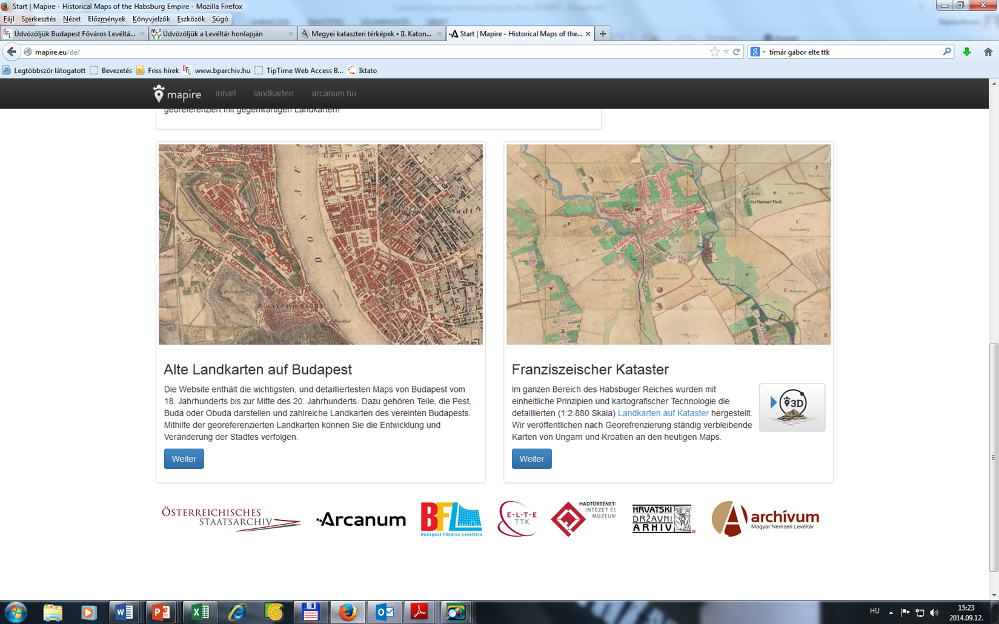 Start | Mapire - Historical Maps of the Habsburg Empire - Mozilla Firefox
Fájl Szerkesztés Nézet Előzmények Könyvjelzők Eszközök Súgó
Üdvözöljük Budapest Főváros Levéltá...
Üdvözöljük a Levéltár honlapján
Megyei kataszteri térképek • II. Katon...
Start | Mapire - Historical Maps of the...
mapire.eu/de/
tímár gábor elte ttk
Legtöbbször látogatott
Bevezetés
Friss hírek
www.bparchiv.hu
TipTime Web Access B...
Iktato
mapire
inhalt
landkarten
arcanum.hu
georeferenziert mit gegenwärtigen Landkarten!
Alte Landkarten auf Budapest
Die Website enthält die wichtigsten, und detailliertesten Maps von Budapest vom
18. Jahrhunderts bis zur Mitte des 20. Jahrhunderts. Dazu gehören Teile, die Pest,
Buda oder Obuda darstellen und zahlreiche Landkarten des vereinten Budapests.
Mithilfe der georeferenzierten Landkarten können Sie die Entwicklung und
Veränderung der Stadtes verfolgen.
Weiter
Franziszeischer Kataster
Im ganzen Bereich des Habsbuger Reiches wurden mit
einheitliche Prinzipien und kartografischer Technologie die
detaillierten (1:2.880 Skala) Landkarten auf Kataster hergestellt.
Wir veröffentlichen nach Georefrenzierung ständig verbleibende
Karten von Ungarn und Kroatien an den heutigen Maps.
3D
Weiter
ÖSTERREICHISCHES
STAATSARCHIV
Arcanum
BFL
Budapest Főváros Levéltára
E·L·T·E
TTK
HADTÖRTÉNETI
INTÉZET ÉS
MÚZEUM
HRVATSKI
DRŽAVNI
ARHIV
archívum
Magyar Nemzeti Levéltár
HU
15:23
2014.09.12.